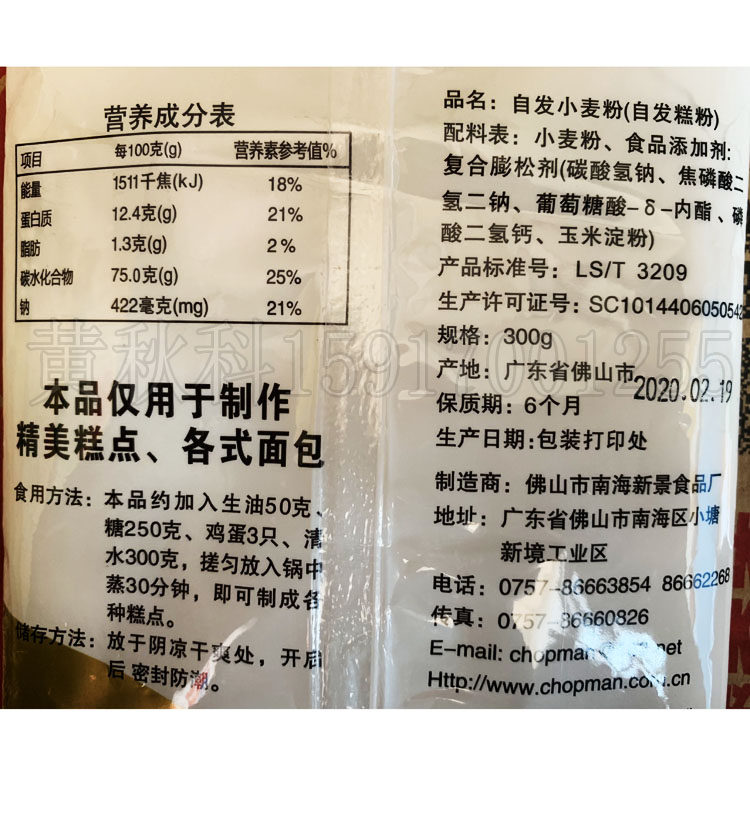 营养成分表
项目 每100克(g) 营养素参考值%
能量 1511千焦(kJ) 18%
蛋白质 12.4克(g) 21%
脂肪 1.3克(g) 2%
碳水化合物 75.0克(g) 25%
钠 422毫克(mg) 21%
本品仅用于制作
精美糕点、各式面包
食用方法：本品约加入生油50克、
糖250克、鸡蛋3只、清
水300克，搓匀放入锅中
蒸30分钟，即可制成各
种糕点。
储存方法：放于阴凉干爽处，开启
后 密封防潮。
品名：自发小麦粉(自发糕粉)
配料表：小麦粉、食品添加剂:
复合膨松剂(碳酸氢钠、焦磷酸二
氢二钠、葡萄糖酸-δ-内酯、磷
酸二氢钙、玉米淀粉)
产品标准号：LS/T 3209
生产许可证号：SC1014406050542
规格：300g
产地：广东省佛山市
2020.02.19
保质期：6个月
生产日期:包装打印处
制造商：佛山市南海新景食品厂
地址：广东省佛山市南海区小塘
新境工业区
电话：0757-86663854 86662268
传真：0757-86660826
E-mail: chopman net
Http://www.chopman.com.cn
黄秋科